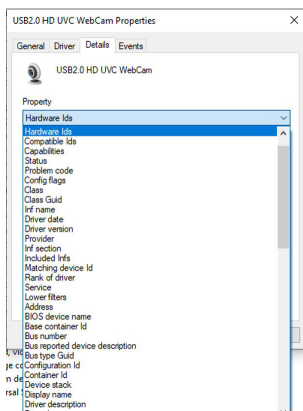 USB2.0 HD UVC WebCam Properties
General Driver Details Events
USB2.0 HD UVC WebCam
Property
Hardware Ids
Hardware Ids
Compatible Ids
Capabilities
Status
Problem code
Config flags
Class
Class Guid
Inf name
Driver date
Driver version
Provider
Inf section
Included Infs
Matching device Id
Rank of driver
Service
Lower filters
Address
BIOS device name
Base container Id
Bus number
Bus reported device description
Bus type Guid
Configuration Id
Container Id
Device stack
Display name
Driver description